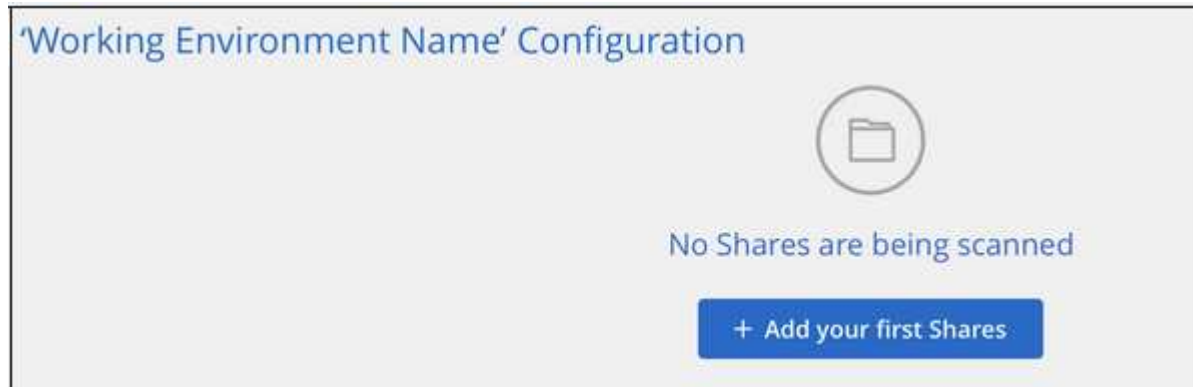 ‘Working Environment Name’ Configuration
No Shares are being scanned
+ Add your first Shares